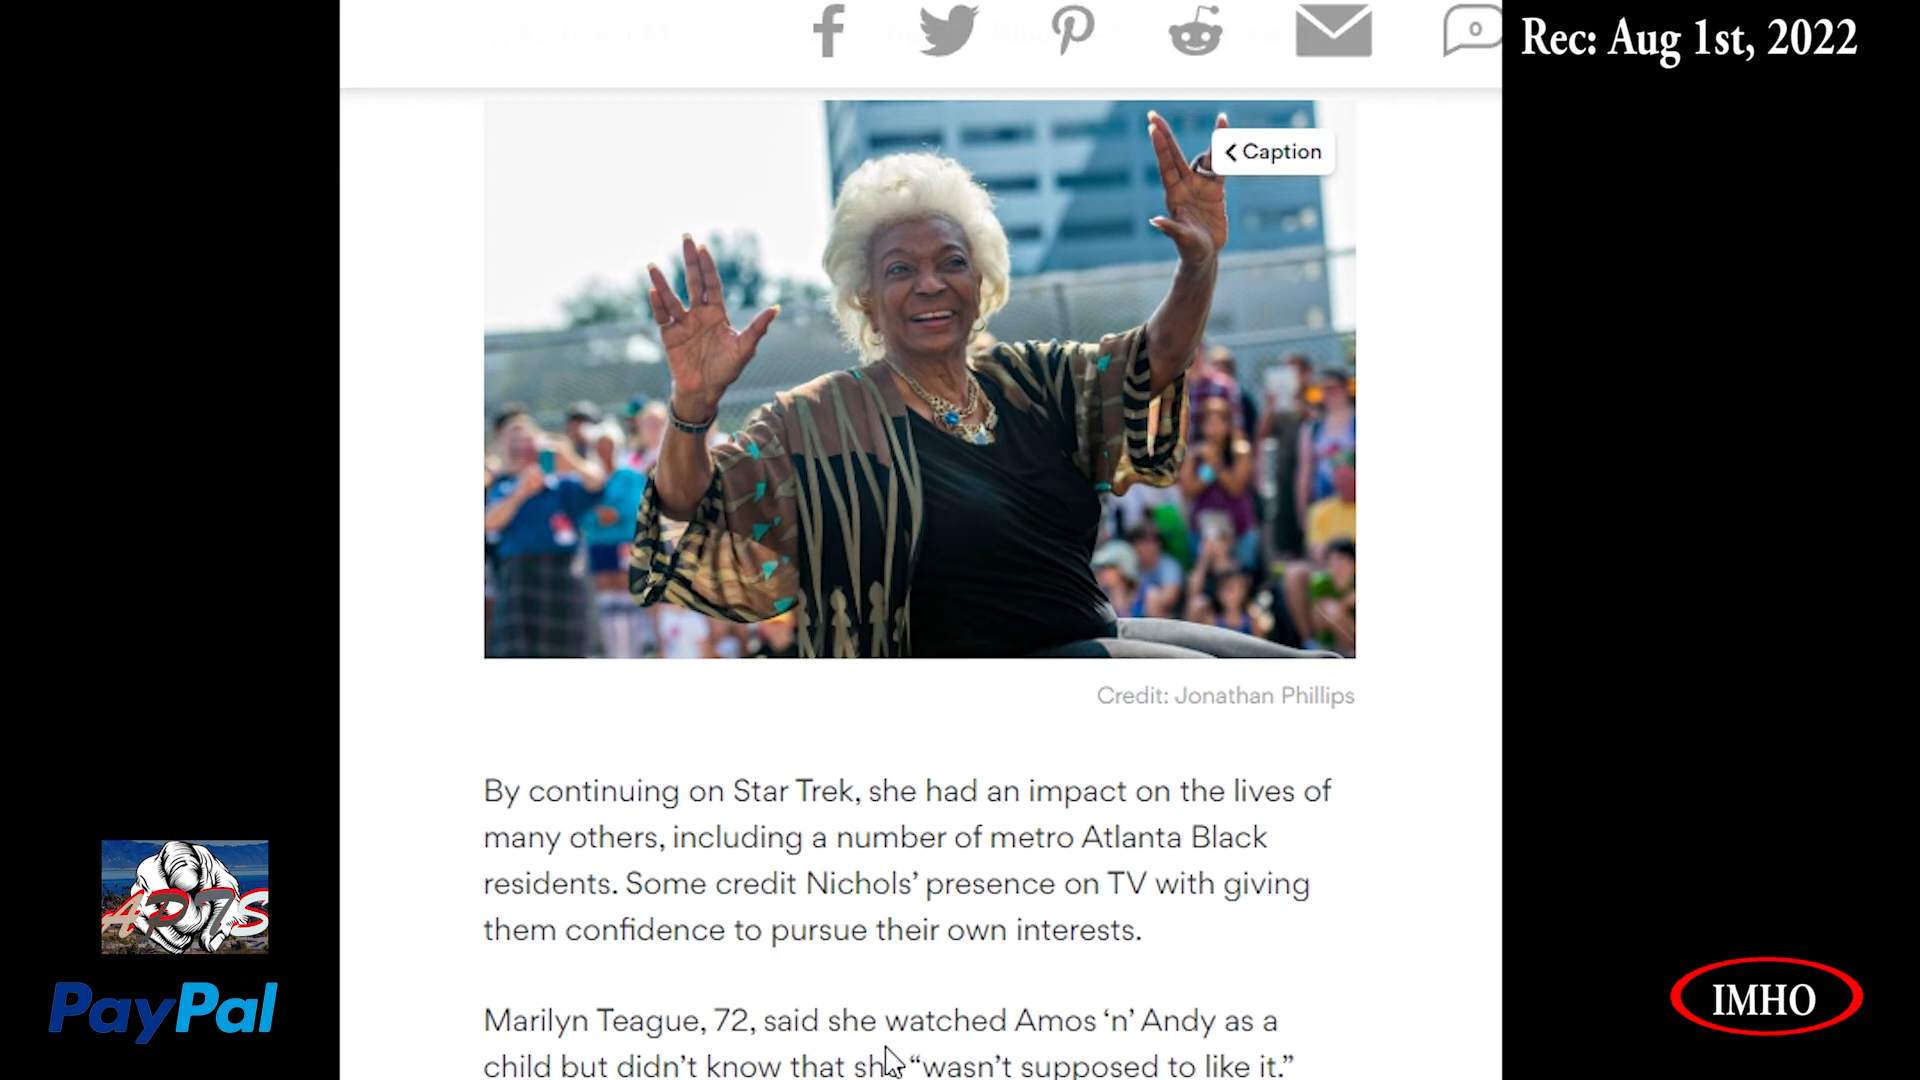 0
Rec: Aug 1st, 2022
Caption
Credit: Jonathan Phillips
By continuing on Star Trek, she had an impact on the lives of
many others, including a number of metro Atlanta Black
residents. Some credit Nichols’ presence on TV with giving
them confidence to pursue their own interests.
ARTS
PayPal
IMHO
Marilyn Teague, 72, said she watched Amos ‘n’ Andy as a
child but didn’t know that she “wasn’t supposed to like it.”